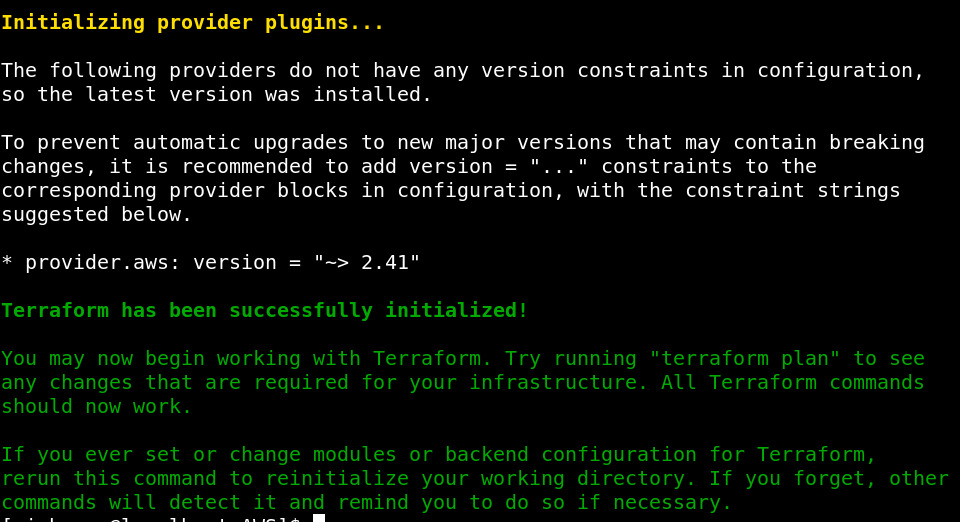 Initializing provider plugins...
The following providers do not have any version constraints in configuration,
so the latest version was installed.
To prevent automatic upgrades to new major versions that may contain breaking
changes, it is recommended to add version = "..." constraints to the
corresponding provider blocks in configuration, with the constraint strings
suggested below.
* provider.aws: version = "~> 2.41"
Terraform has been successfully initialized!
You may now begin working with Terraform. Try running "terraform plan" to see
any changes that are required for your infrastructure. All Terraform commands
should now work.
If you ever set or change modules or backend configuration for Terraform,
rerun this command to reinitialize your working directory. If you forget, other
commands will detect it and remind you to do so if necessary.
AWS]$